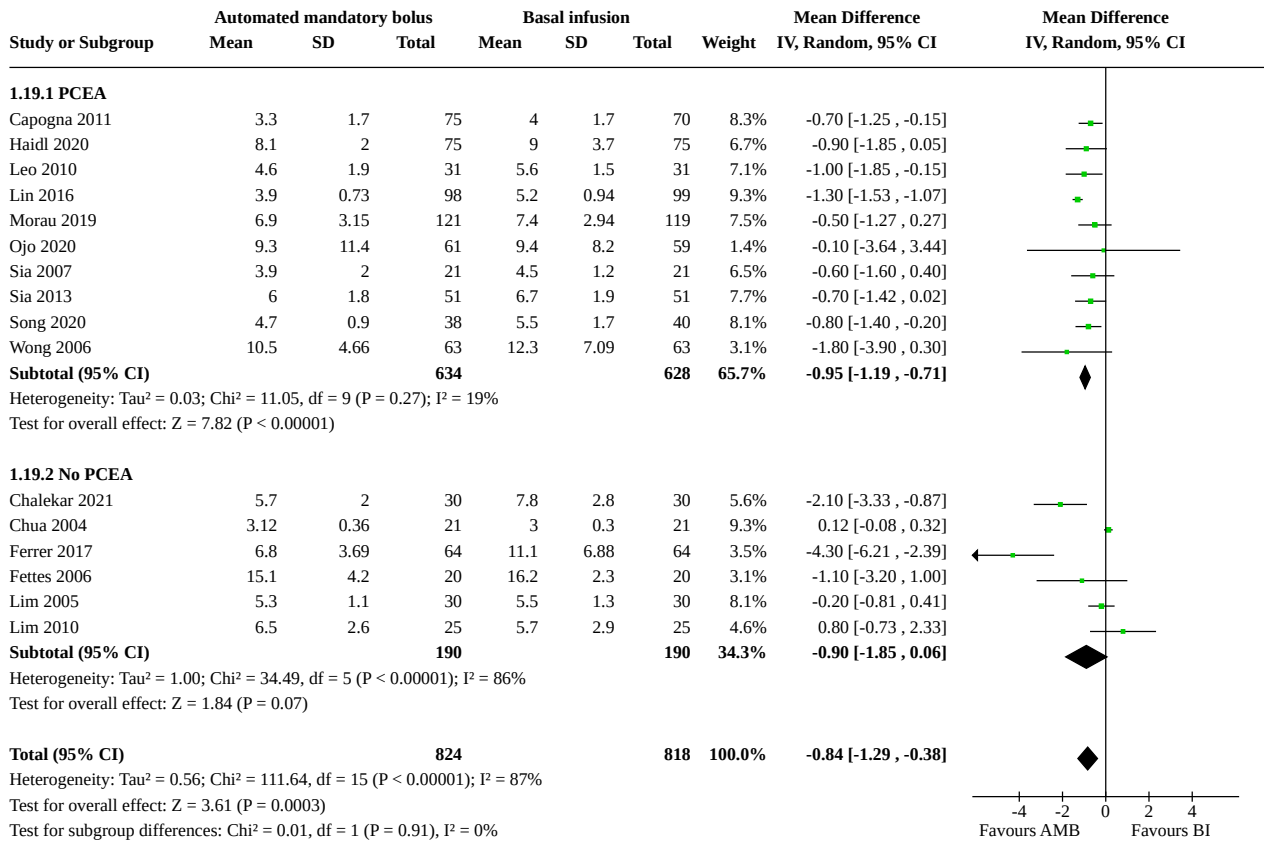 Automated mandatory bolus Basal infusion Mean Difference Mean Difference
Study or Subgroup Mean SD Total Mean SD Total Weight IV, Random, 95% CI IV, Random, 95% CI
1.19.1 PCEA
Capogna 2011 3.3 1.7 75 4 1.7 70 8.3% -0.70 [-1.25 , -0.15]
Haidl 2020 8.1 2 75 9 3.7 75 6.7% -0.90 [-1.85 , 0.05]
Leo 2010 4.6 1.9 31 5.6 1.5 31 7.1% -1.00 [-1.85 , -0.15]
Lin 2016 3.9 0.73 98 5.2 0.94 99 9.3% -1.30 [-1.53 , -1.07]
Morau 2019 6.9 3.15 121 7.4 2.94 119 7.5% -0.50 [-1.27 , 0.27]
Ojo 2020 9.3 11.4 61 9.4 8.2 59 1.4% -0.10 [-3.64 , 3.44]
Sia 2007 3.9 2 21 4.5 1.2 21 6.5% -0.60 [-1.60 , 0.40]
Sia 2013 6 1.8 51 6.7 1.9 51 7.7% -0.70 [-1.42 , 0.02]
Song 2020 4.7 0.9 38 5.5 1.7 40 8.1% -0.80 [-1.40 , -0.20]
Wong 2006 10.5 4.66 63 12.3 7.09 63 3.1% -1.80 [-3.90 , 0.30]
Subtotal (95% CI) 634 628 65.7% -0.95 [-1.19 , -0.71]
Heterogeneity: Tau² = 0.03; Chi² = 11.05, df = 9 (P = 0.27); I² = 19%
Test for overall effect: Z = 7.82 (P < 0.00001)
1.19.2 No PCEA
Chalekar 2021 5.7 2 30 7.8 2.8 30 5.6% -2.10 [-3.33 , -0.87]
Chua 2004 3.12 0.36 21 3 0.3 21 9.3% 0.12 [-0.08 , 0.32]
Ferrer 2017 6.8 3.69 64 11.1 6.88 64 3.5% -4.30 [-6.21 , -2.39]
Fettes 2006 15.1 4.2 20 16.2 2.3 20 3.1% -1.10 [-3.20 , 1.00]
Lim 2005 5.3 1.1 30 5.5 1.3 30 8.1% -0.20 [-0.81 , 0.41]
Lim 2010 6.5 2.6 25 5.7 2.9 25 4.6% 0.80 [-0.73 , 2.33]
Subtotal (95% CI) 190 190 34.3% -0.90 [-1.85 , 0.06]
Heterogeneity: Tau² = 1.00; Chi² = 34.49, df = 5 (P < 0.00001); I² = 86%
Test for overall effect: Z = 1.84 (P = 0.07)
Total (95% CI) 824 818 100.0% -0.84 [-1.29 , -0.38]
Heterogeneity: Tau² = 0.56; Chi² = 111.64, df = 15 (P < 0.00001); I² = 87%
Test for overall effect: Z = 3.61 (P = 0.0003)
Test for subgroup differences: Chi² = 0.01, df = 1 (P = 0.91), I² = 0%
-4 -2 0 2 4
Favours AMB Favours BI